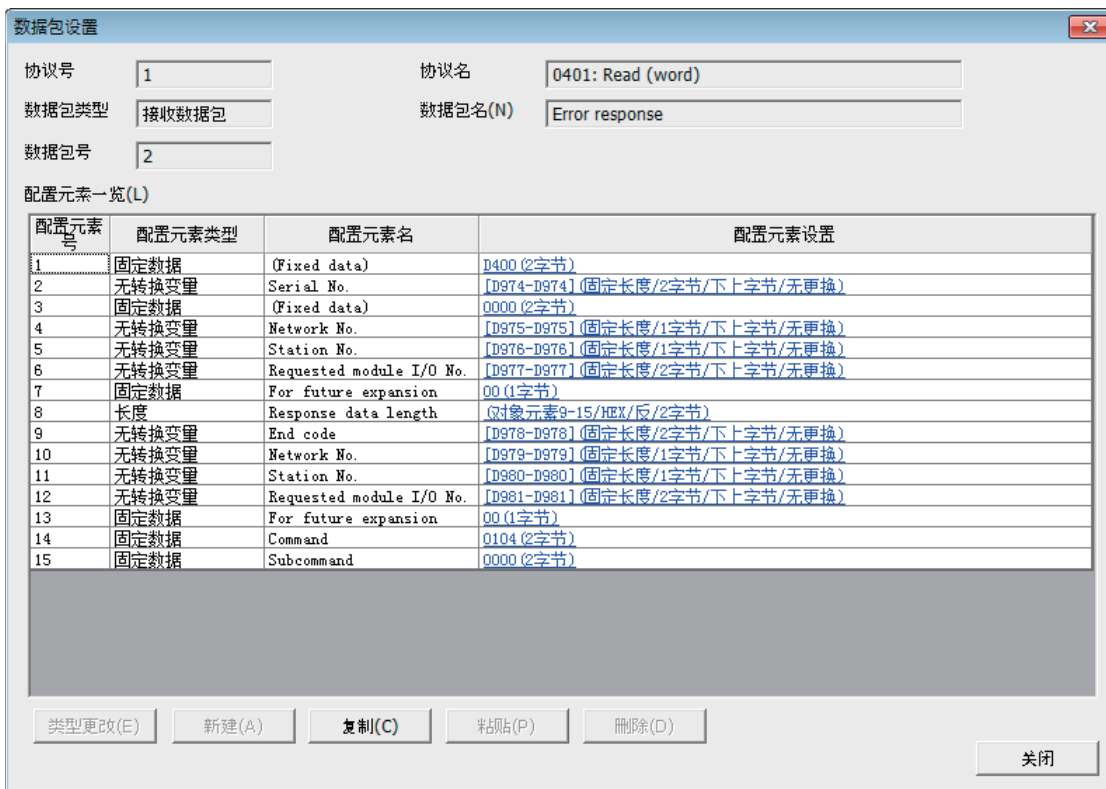 数据包设置
协议号 1 协议名 0401: Read (word)
数据包类型 接收数据包 数据包名(N) Error response
数据包号 2
配置元素一览(L)
配置元素号 配置元素类型 配置元素名 配置元素设置
1 固定数据 (Fixed data) D400(2字节)
2 无转换变量 Serial No. [D974-D974](固定长度/2字节/下上字节/无更换)
3 固定数据 (Fixed data) 0000(2字节)
4 无转换变量 Network No. [D975-D975](固定长度/1字节/下上字节/无更换)
5 无转换变量 Station No. [D976-D976](固定长度/1字节/下上字节/无更换)
6 无转换变量 Requested module I/O No. [D977-D977](固定长度/2字节/下上字节/无更换)
7 固定数据 For future expansion 00(1字节)
8 长度 Response data length (对象元素9-15/HEX/反/2字节)
9 无转换变量 End code [D978-D978](固定长度/2字节/下上字节/无更换)
10 无转换变量 Network No. [D979-D979](固定长度/1字节/下上字节/无更换)
11 无转换变量 Station No. [D980-D980](固定长度/1字节/下上字节/无更换)
12 无转换变量 Requested module I/O No. [D981-D981](固定长度/2字节/下上字节/无更换)
13 固定数据 For future expansion 00(1字节)
14 固定数据 Command 0104(2字节)
15 固定数据 Subcommand 0000(2字节)
类型更改(E) 新建(A) 复制(C) 粘贴(P) 删除(D)
关闭